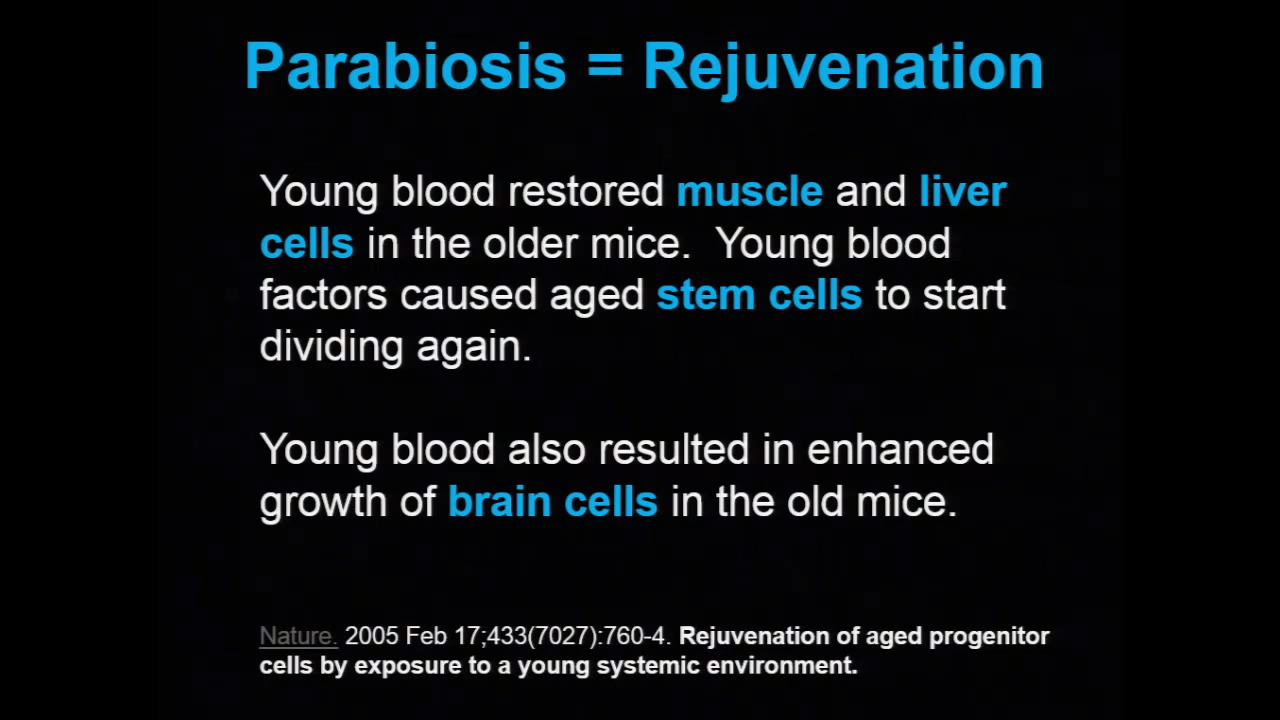 Parabiosis = Rejuvenation
Young blood restored muscle and liver
cells in the older mice.  Young blood
factors caused aged stem cells to start
dividing again.
Young blood also resulted in enhanced
growth of brain cells in the old mice.
Nature. 2005 Feb 17;433(7027):760-4. Rejuvenation of aged progenitor
cells by exposure to a young systemic environment.